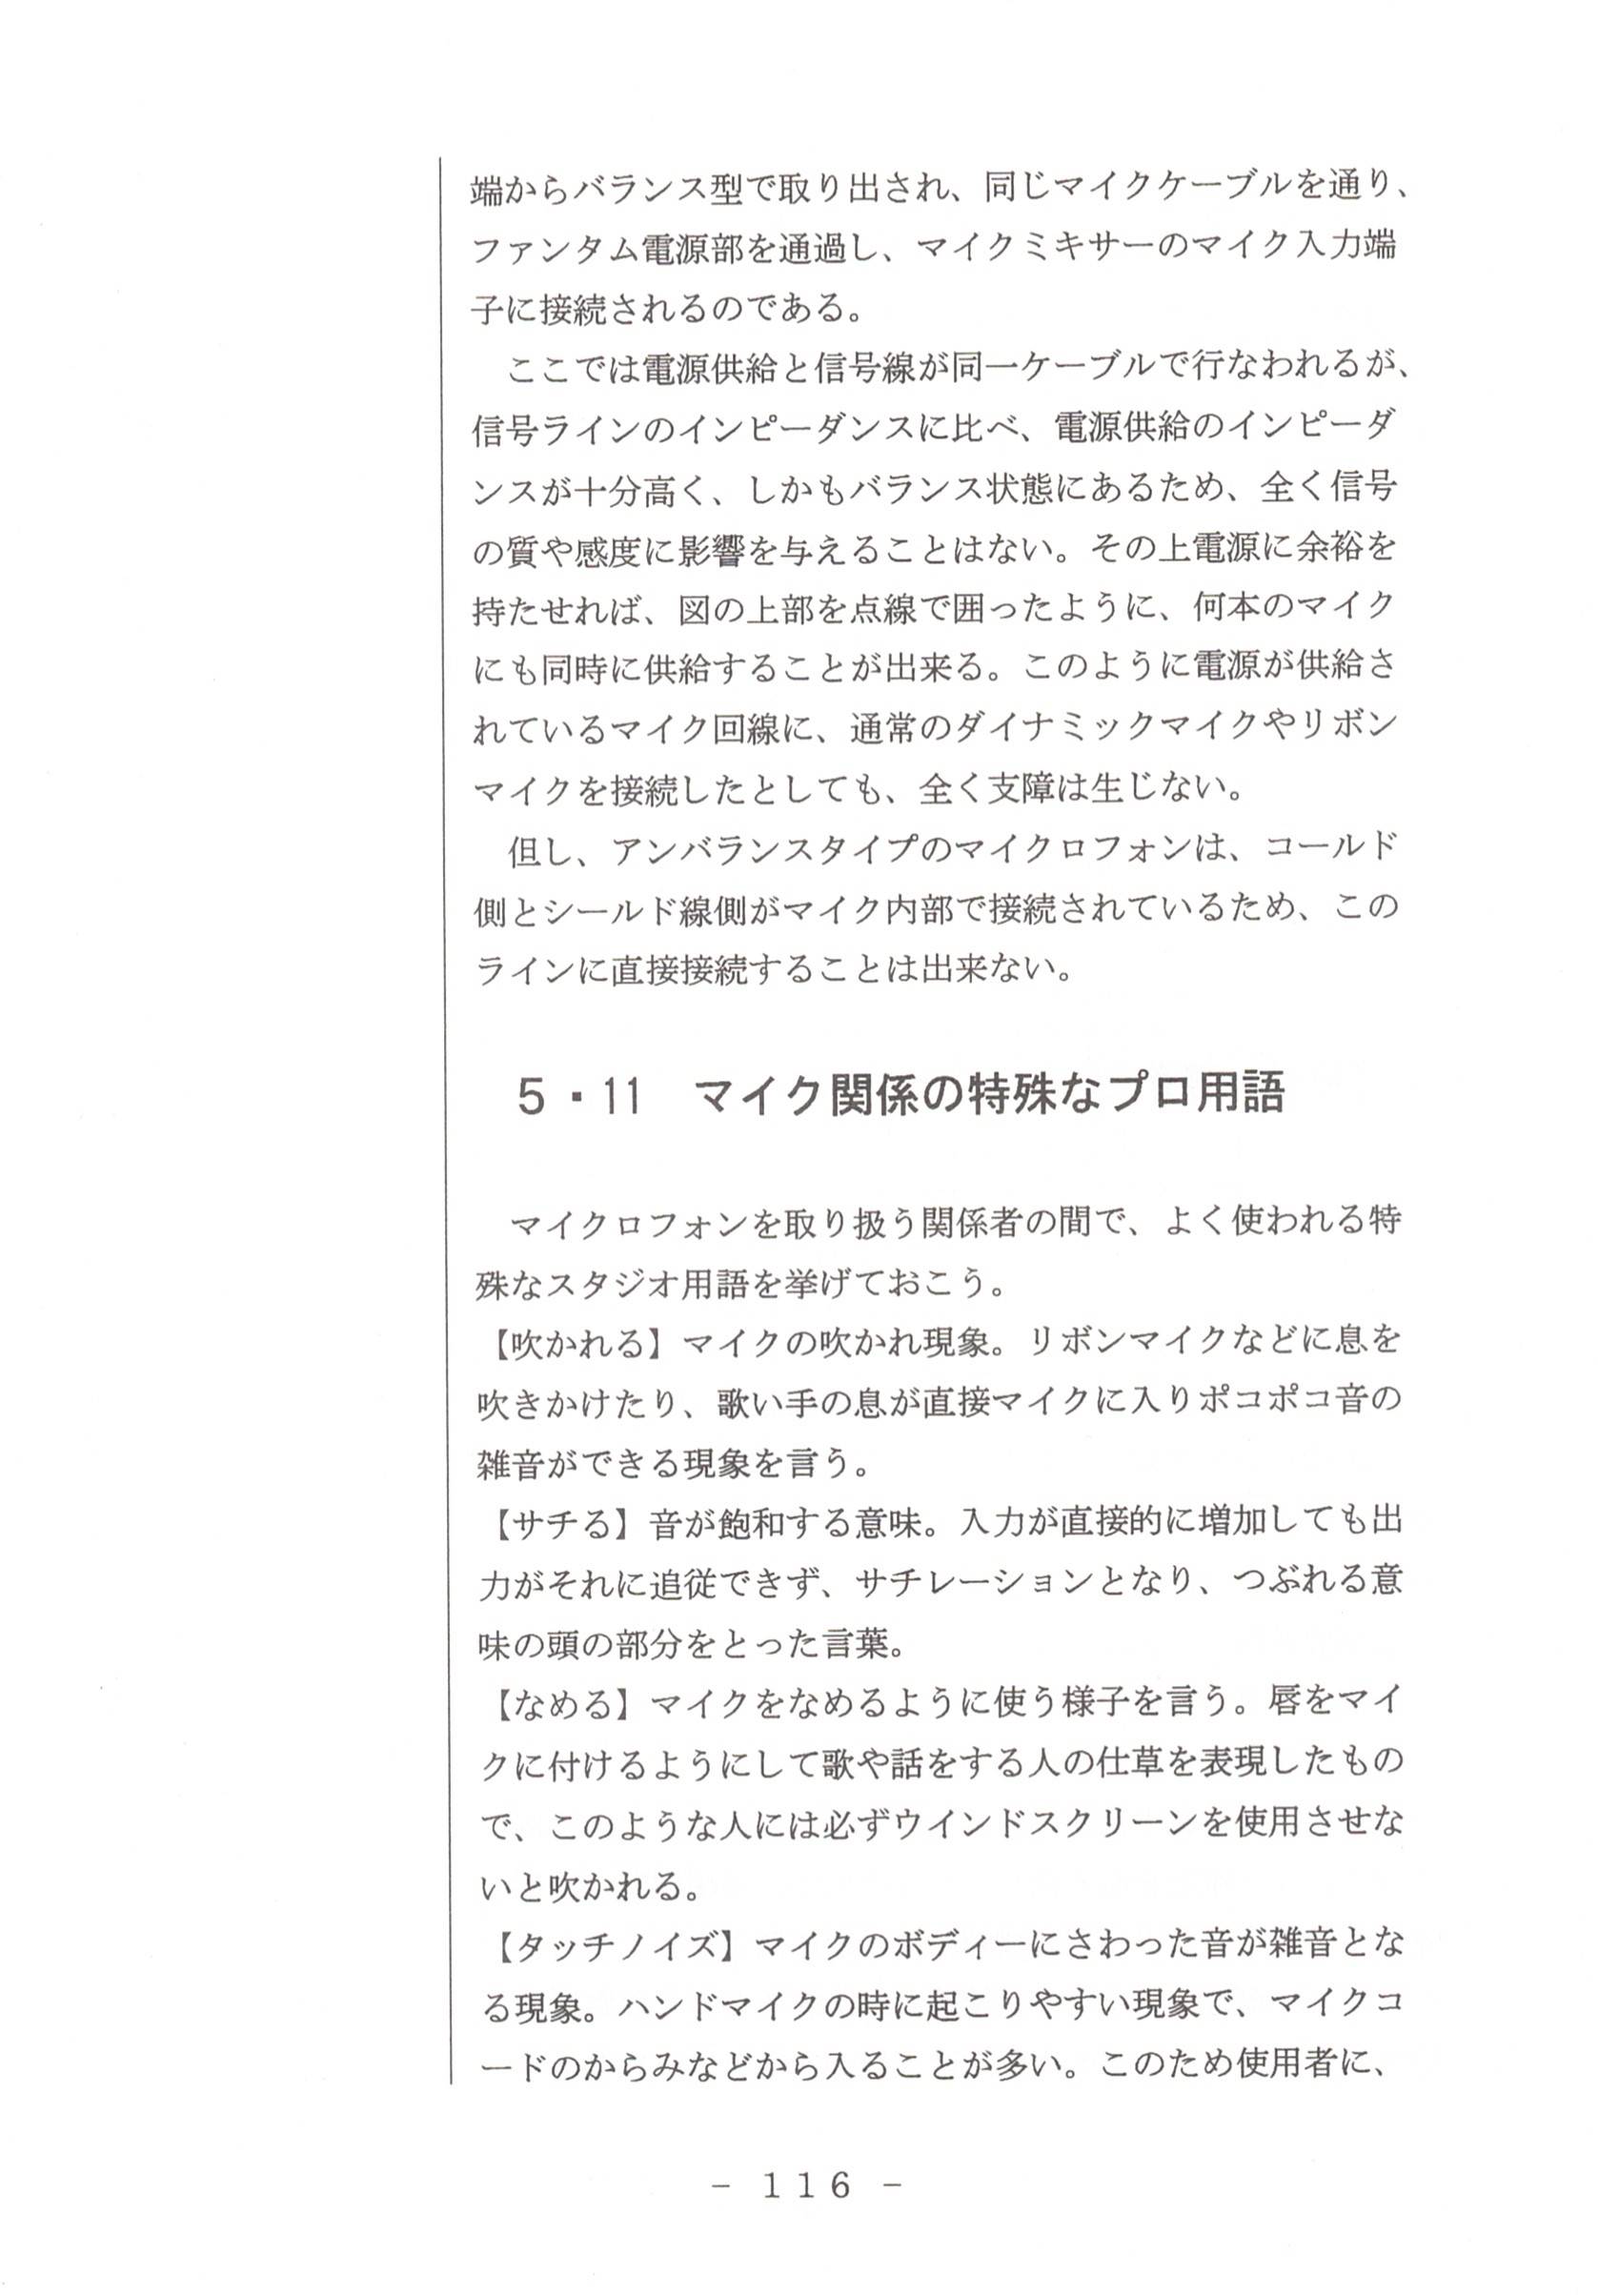 端からバランス型で取り出され、同じマイクケーブルを通り、
ファンタム電源部を通過し、マイクミキサーのマイク入力端
子に接続されるのである。
　ここでは電源供給と信号線が同一ケーブルで行なわれるが、
信号ラインのインピーダンスに比べ、電源供給のインピーダ
ンスが十分高く、しかもバランス状態にあるため、全く信号
の質や感度に影響を与えることはない。その上電源に余裕を
持たせれば、図の上部を点線で囲ったように、何本のマイク
にも同時に供給することが出来る。このように電源が供給さ
れているマイク回線に、通常のダイナミックマイクやリボン
マイクを接続したとしても、全く支障は生じない。
　但し、アンバランスタイプのマイクロフォンは、コールド
側とシールド線側がマイク内部で接続されているため、この
ラインに直接接続することは出来ない。
5・11　マイク関係の特殊なプロ用語
　マイクロフォンを取り扱う関係者の間で、よく使われる特
殊なスタジオ用語を挙げておこう。
【吹かれる】マイクの吹かれ現象。リボンマイクなどに息を
吹きかけたり、歌い手の息が直接マイクに入りポコポコ音の
雑音ができる現象を言う。
【サチる】音が飽和する意味。入力が直接的に増加しても出
力がそれに追従できず、サチレーションとなり、つぶれる意
味の頭の部分をとった言葉。
【なめる】マイクをなめるように使う様子を言う。唇をマイ
クに付けるようにして歌や話をする人の仕草を表現したもの
で、このような人には必ずウインドスクリーンを使用させな
いと吹かれる。
【タッチノイズ】マイクのボディーにさわった音が雑音とな
る現象。ハンドマイクの時に起こりやすい現象で、マイクコ
ードのからみなどから入ることが多い。このため使用者に、
- 116 -